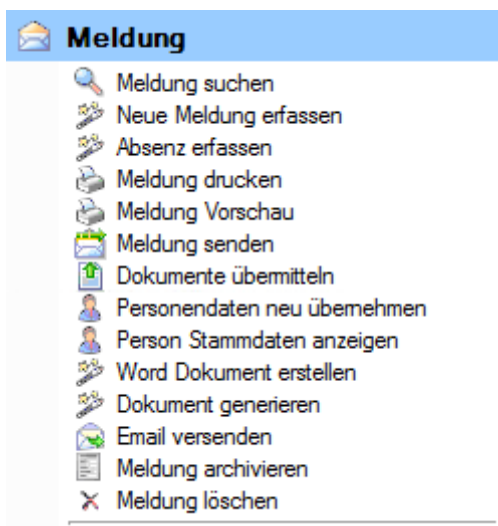 Meldung
Meldung suchen
Neue Meldung erfassen
Absenz erfassen
Meldung drucken
Meldung Vorschau
Meldung senden
Dokumente übermitteln
Personendaten neu übernehmen
Person Stammdaten anzeigen
Word Dokument erstellen
Dokument generieren
Email versenden
Meldung archivieren
Meldung löschen